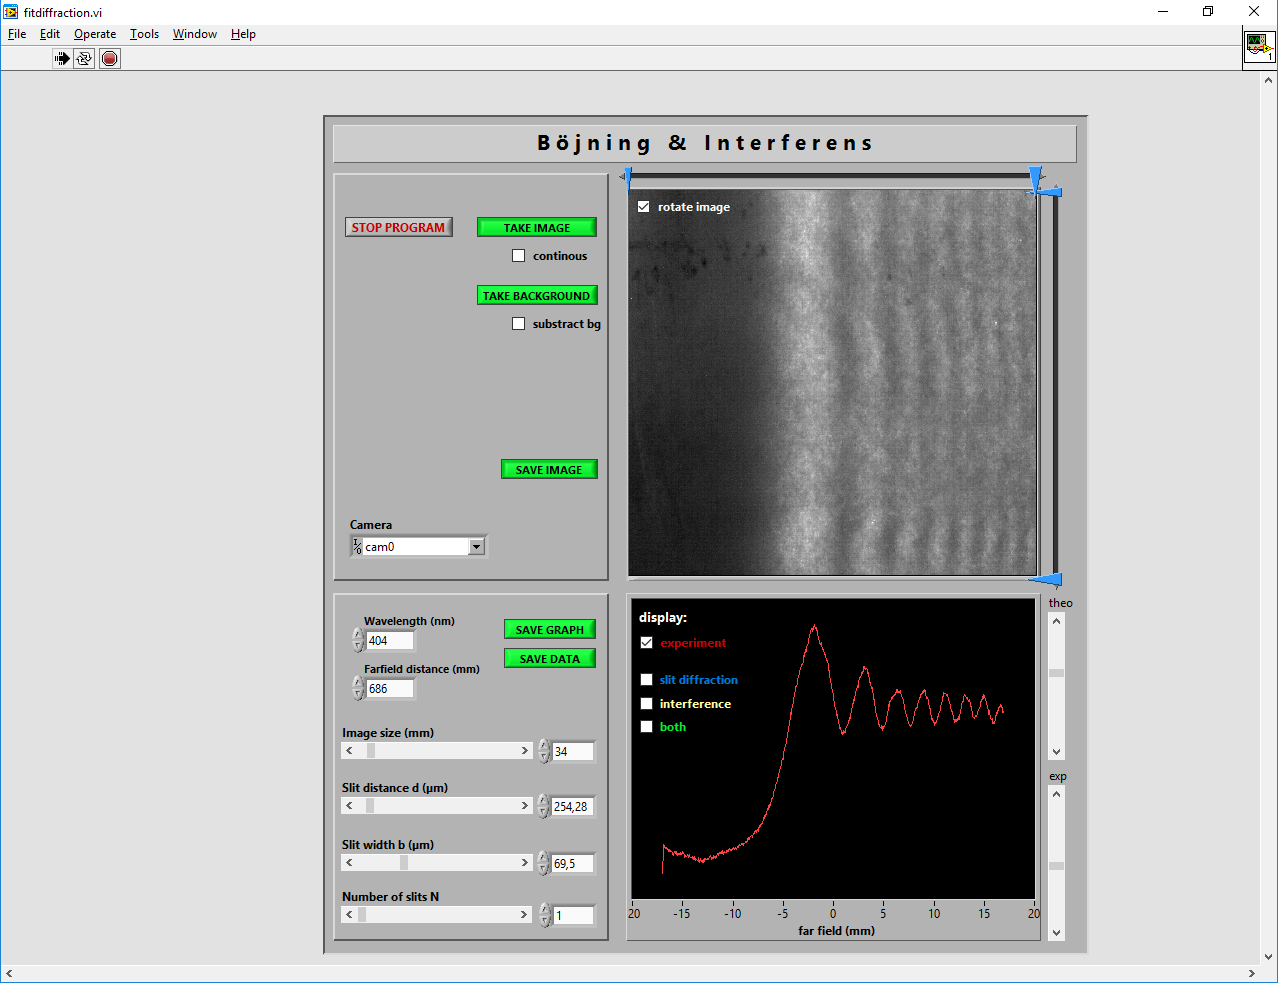 fitdiffraction.vi
File Edit Operate Tools Window Help
1
Böjning & Interferens
STOP PROGRAM
TAKE IMAGE
continous
TAKE BACKGROUND
substract bg
SAVE IMAGE
Camera
I/O cam0
rotate image
Wavelength (nm)
404
SAVE GRAPH
SAVE DATA
Farfield distance (mm)
686
Image size (mm)
34
Slit distance d (µm)
254,28
Slit width b (µm)
69,5
Number of slits N
1
display:
experiment
slit diffraction
interference
both
20 -15 -10 -5 0 5 10 15 20
far field (mm)
theo
exp